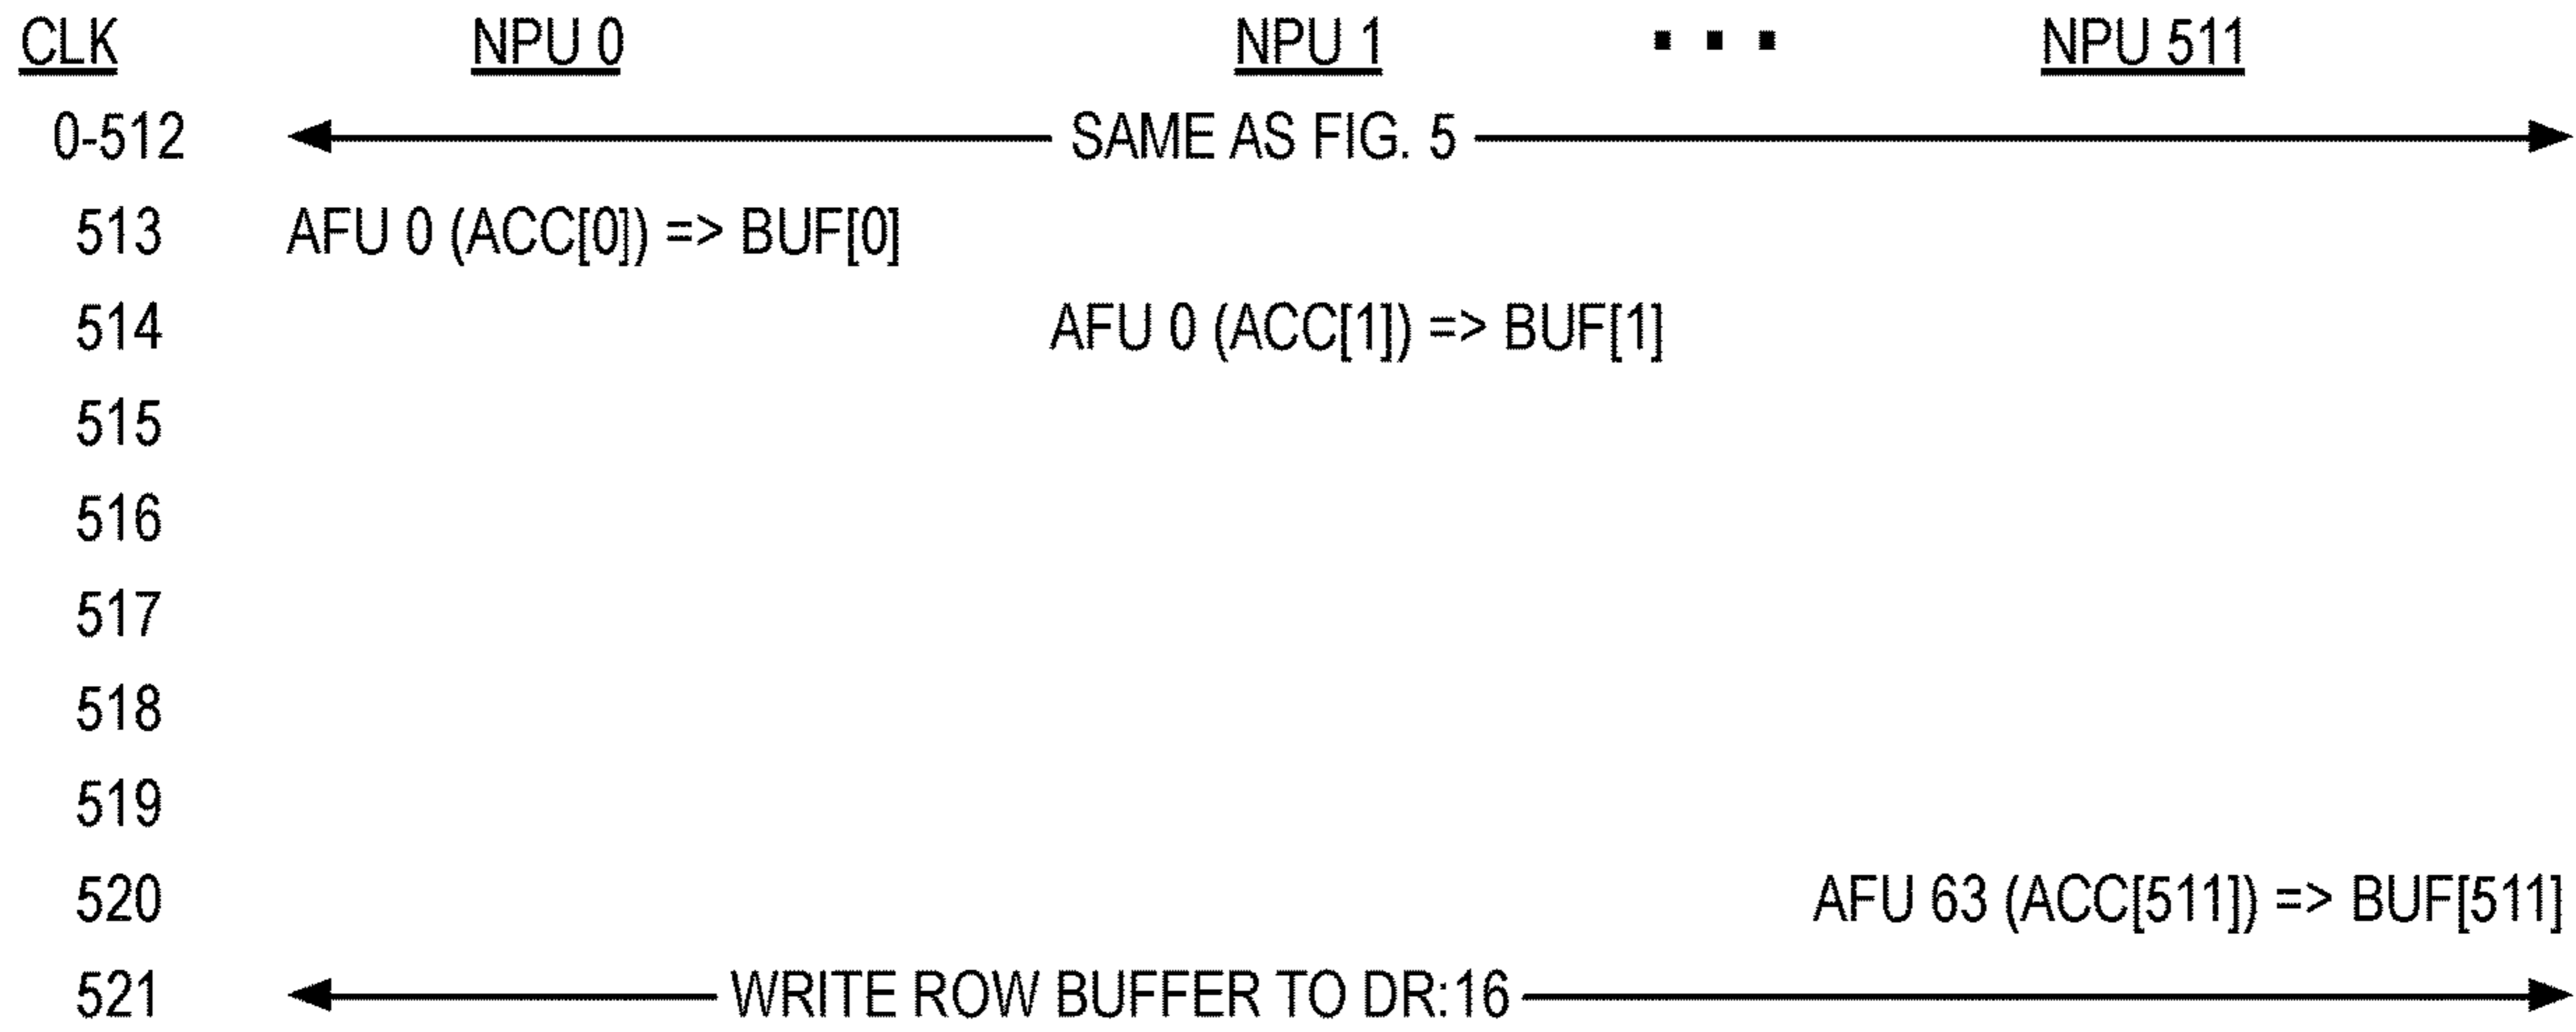 CLK NPU 0 NPU 1 ▪ ▪ ▪ NPU 511
0-512 SAME AS FIG. 5
513 AFU 0 (ACC[0]) => BUF[0]
514 AFU 0 (ACC[1]) => BUF[1]
515
516
517
518
519
520 AFU 63 (ACC[511]) => BUF[511]
521 WRITE ROW BUFFER TO DR:16